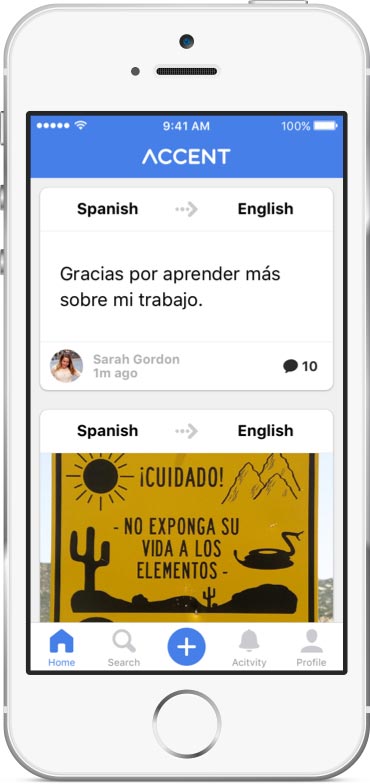 9:41 AM
100%
ACCENT
Spanish
English
Gracias por aprender más
sobre mi trabajo.
Sarah Gordon
1m ago
10
Spanish
English
¡CUIDADO!
- NO EXPONGA SU
VIDA A LOS
ELEMENTOS -
Home
Search
Acitvity
Profile